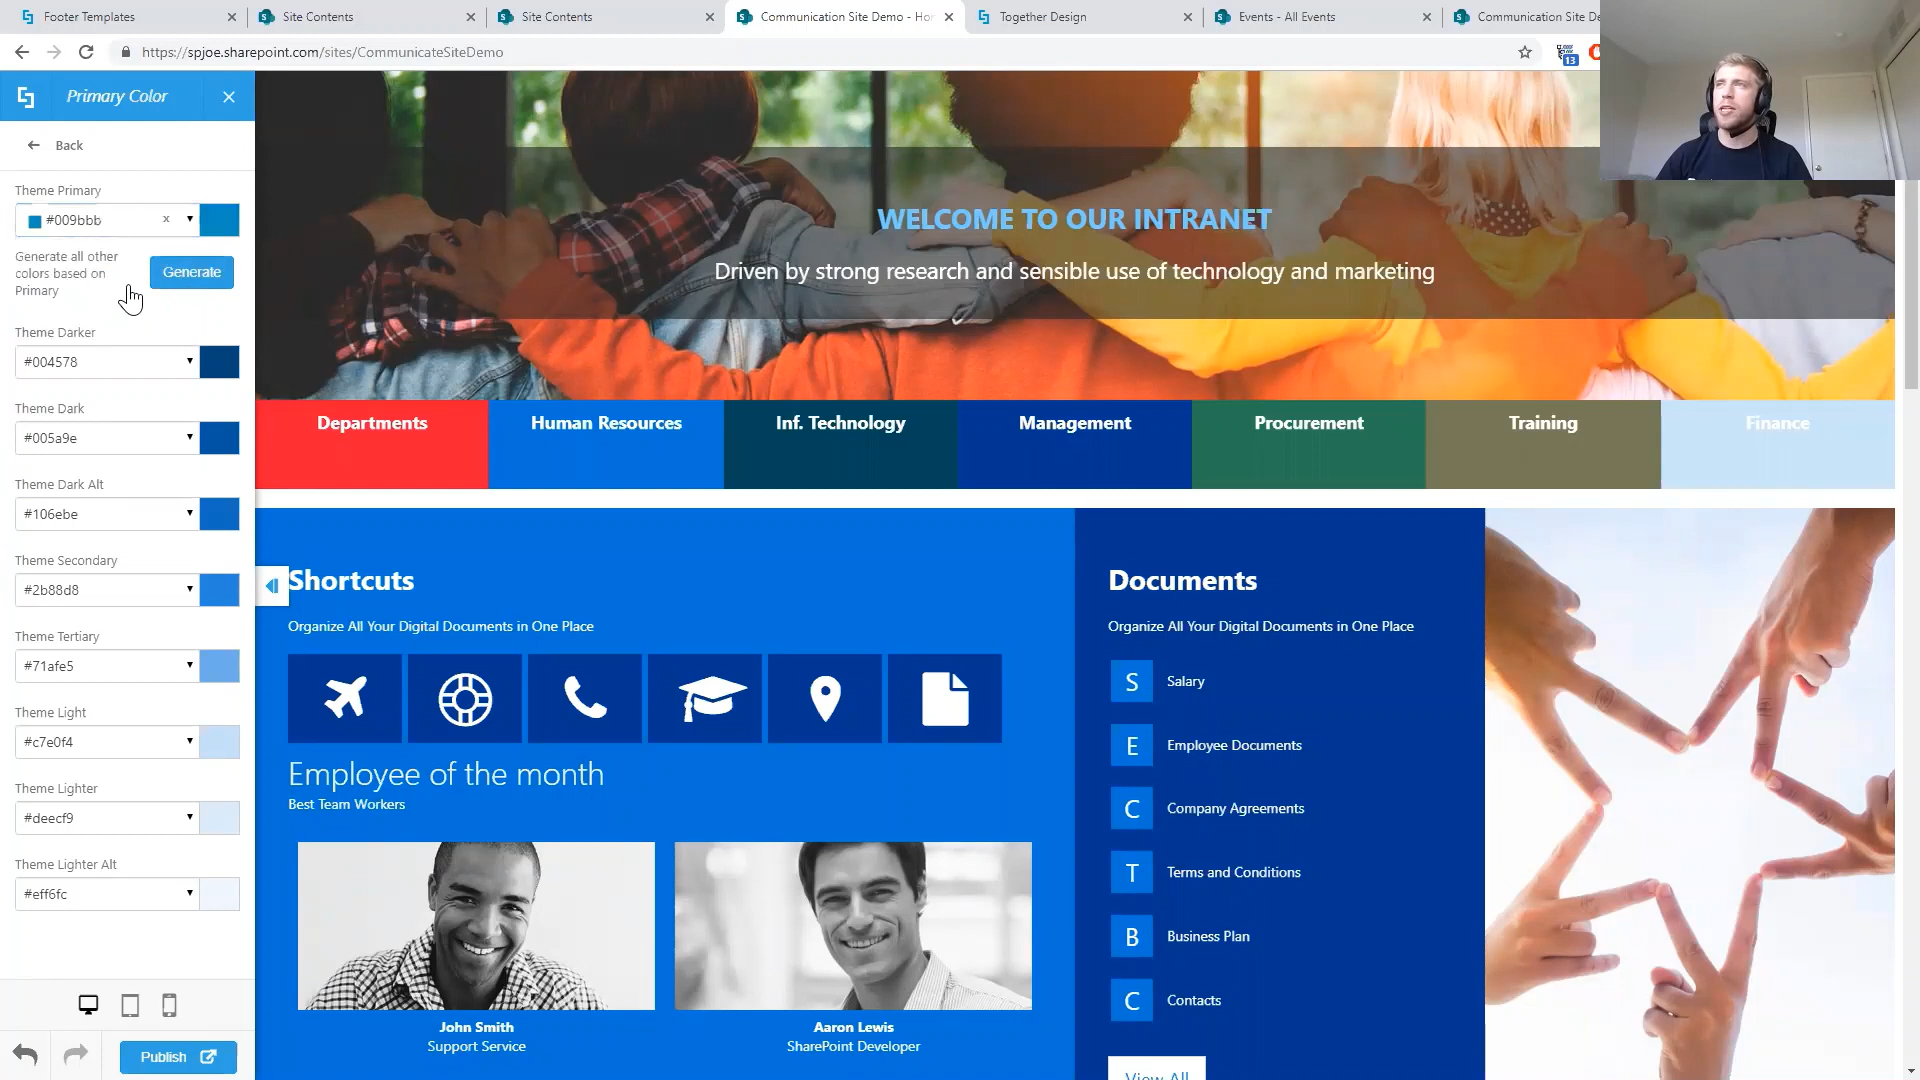 Footer Templates
Site Contents
Site Contents
Communication Site Demo - Ho
Together Design
Events - All Events
Communication Site De
https://spjoe.sharepoint.com/sites/CommunicateSiteDemo
13
Primary Color
Back
Theme Primary
#009bbb
x
Generate all other
colors based on
Primary
Generate
Theme Darker
#004578
Theme Dark
#005a9e
Theme Dark Alt
#106ebe
Theme Secondary
#2b88d8
Theme Tertiary
#71afe5
Theme Light
#c7e0f4
Theme Lighter
#deecf9
Theme Lighter Alt
#eff6fc
Publish
WELCOME TO OUR INTRANET
Driven by strong research and sensible use of technology and marketing
Departments
Human Resources
Inf. Technology
Management
Procurement
Training
Finance
Shortcuts
Organize All Your Digital Documents in One Place
Employee of the month
Best Team Workers
John Smith
Support Service
Aaron Lewis
SharePoint Developer
Documents
Organize All Your Digital Documents in One Place
S Salary
E Employee Documents
C Company Agreements
T Terms and Conditions
B Business Plan
C Contacts
View All